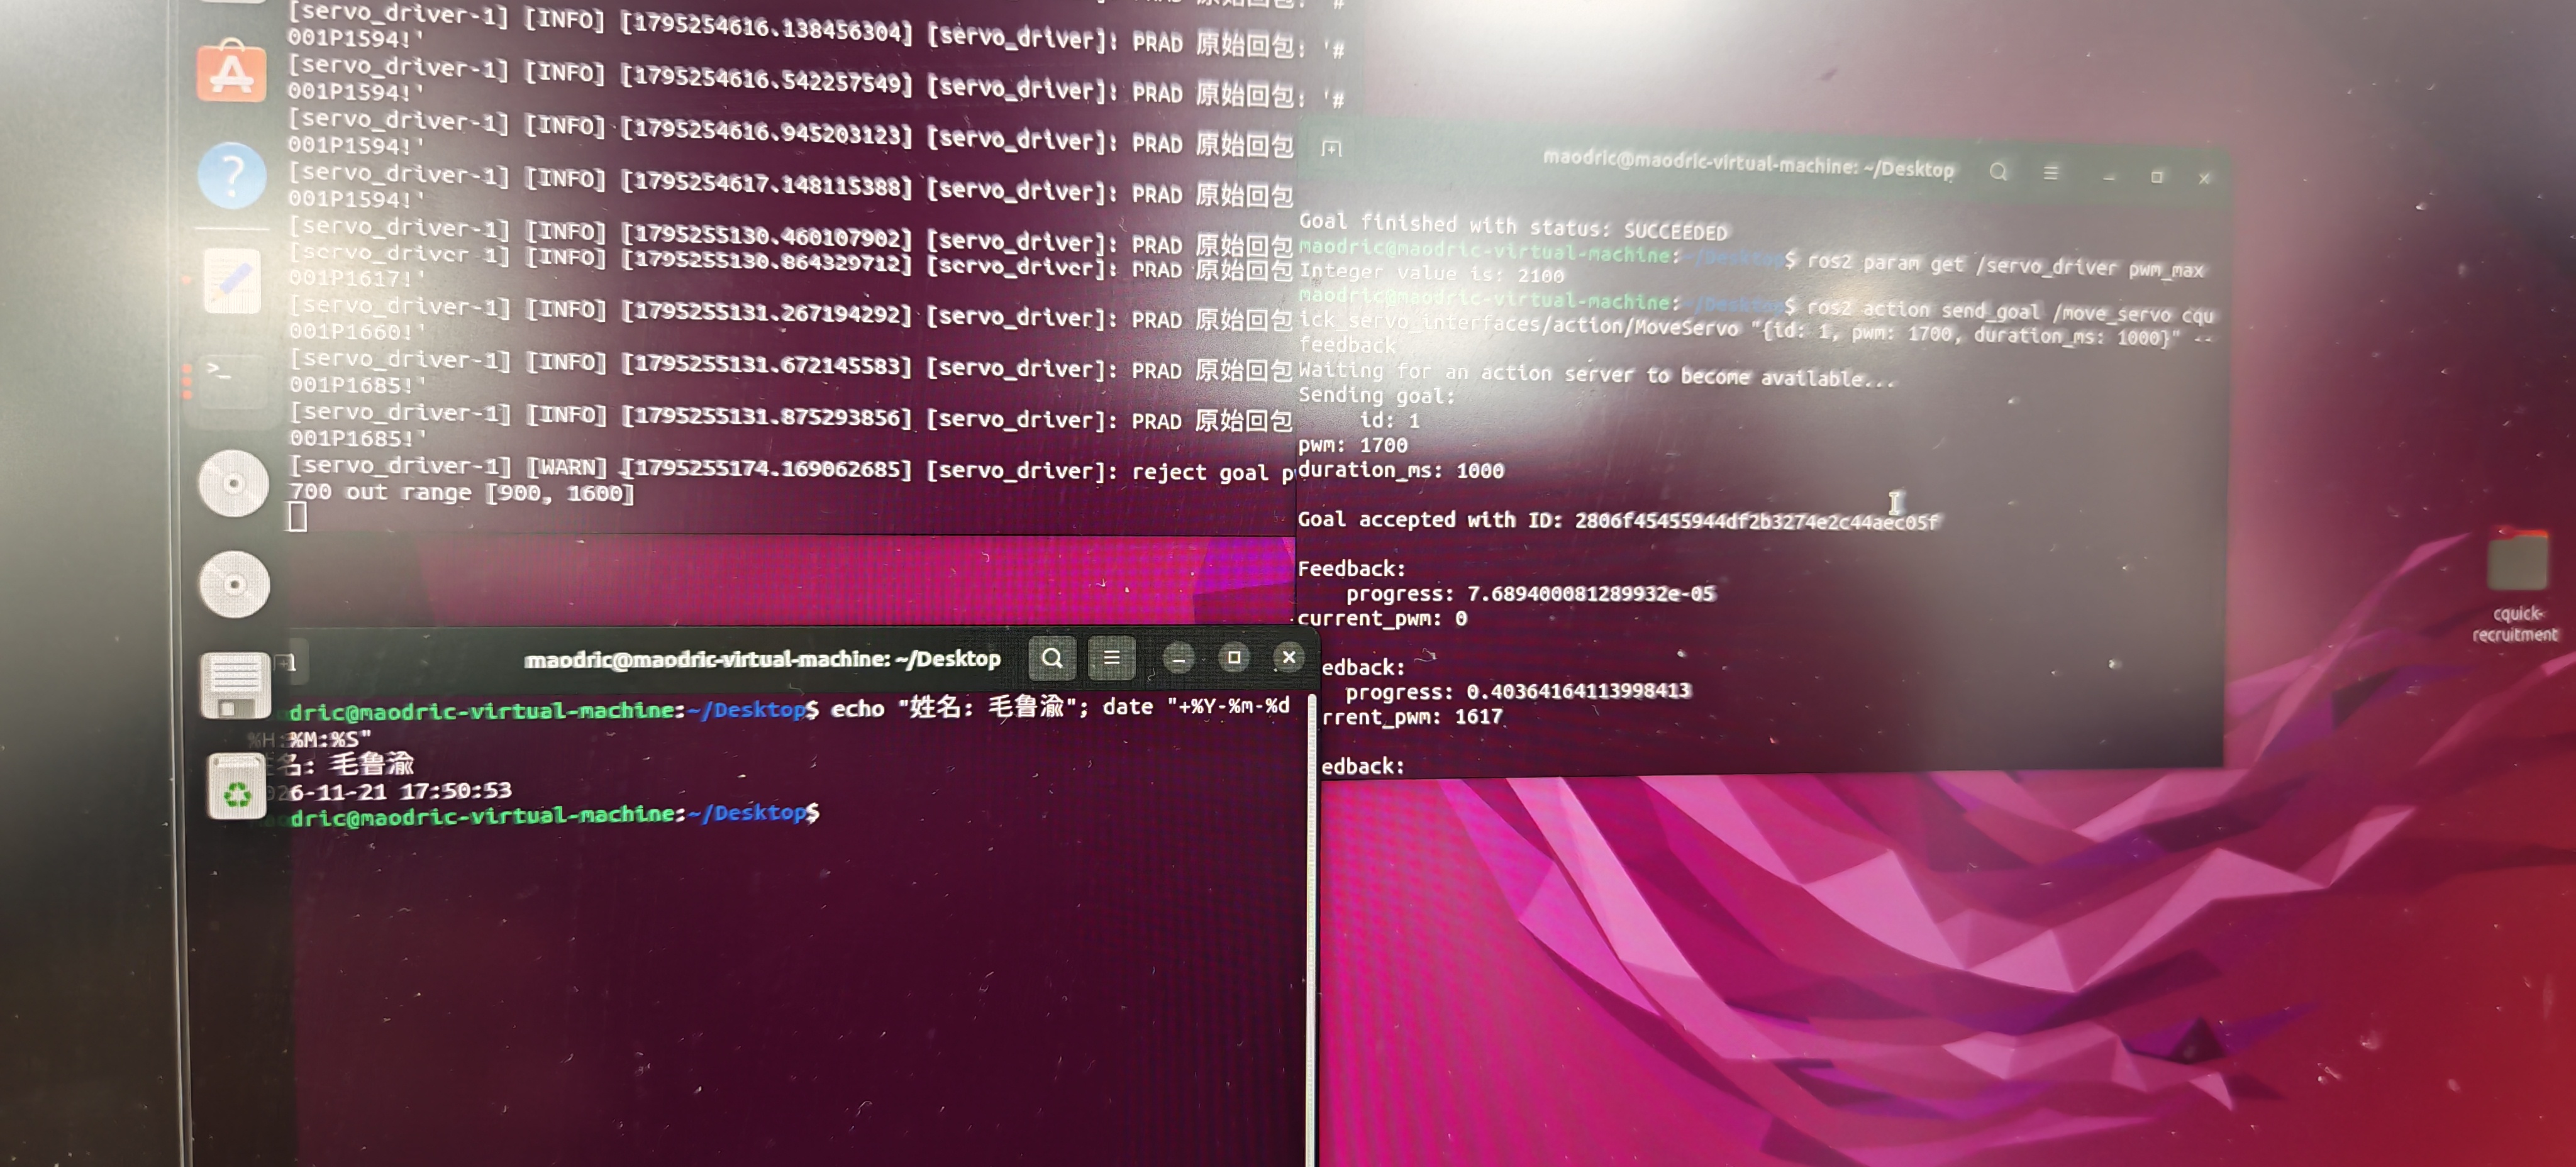 [servo_driver-1] [INFO] [1795254616.138456304] [servo_driver]: PRAD 原始回包: '#
001P1594!'
[servo_driver-1] [INFO] [1795254616.542257549] [servo_driver]: PRAD 原始回包: '#
001P1594!'
[servo_driver-1] [INFO] [1795254616.945203123] [servo_driver]: PRAD 原始回包
001P1594!'
[servo_driver-1] [INFO] [1795254617.148115388] [servo_driver]: PRAD 原始回包
001P1594!'
[servo_driver-1] [INFO] [1795255130.460107902] [servo_driver]: PRAD 原始回包
[servo_driver-1] [INFO] [1795255130.864329712] [servo_driver]: PRAD 原始回包
001P1617!'
[servo_driver-1] [INFO] [1795255131.267194292] [servo_driver]: PRAD 原始回包
001P1660!'
[servo_driver-1] [INFO] [1795255131.672145583] [servo_driver]: PRAD 原始回包
001P1685!'
[servo_driver-1] [INFO] [1795255131.875293856] [servo_driver]: PRAD 原始回包
001P1685!'
[servo_driver-1] [WARN] [1795255174.169062685] [servo_driver]: reject goal p
700 out range [900, 1600]
maodric@maodric-virtual-machine: ~/Desktop
Goal finished with status: SUCCEEDED
maodric@maodric-virtual-machine:~/Desktop$ ros2 param get /servo_driver pwm_max
Integer value is: 2100
maodric@maodric-virtual-machine:~/Desktop$ ros2 action send_goal /move_servo cqu
ick_servo_interfaces/action/MoveServo "{id: 1, pwm: 1700, duration_ms: 1000}" --
feedback
Waiting for an action server to become available...
Sending goal:
id: 1
pwm: 1700
duration_ms: 1000
Goal accepted with ID: 2806f45455944df2b3274e2c44aec05f
Feedback:
progress: 7.689400081289932e-05
current_pwm: 0
edback:
progress: 0.40364164113998413
rrent_pwm: 1617
edback:
maodric@maodric-virtual-machine: ~/Desktop
dric@maodric-virtual-machine:~/Desktop$ echo "姓名: 毛鲁渝"; date "+%Y-%m-%d
%H:%M:%S"
名: 毛鲁渝
026-11-21 17:50:53
dric@maodric-virtual-machine:~/Desktop$
cquick-
recruitment